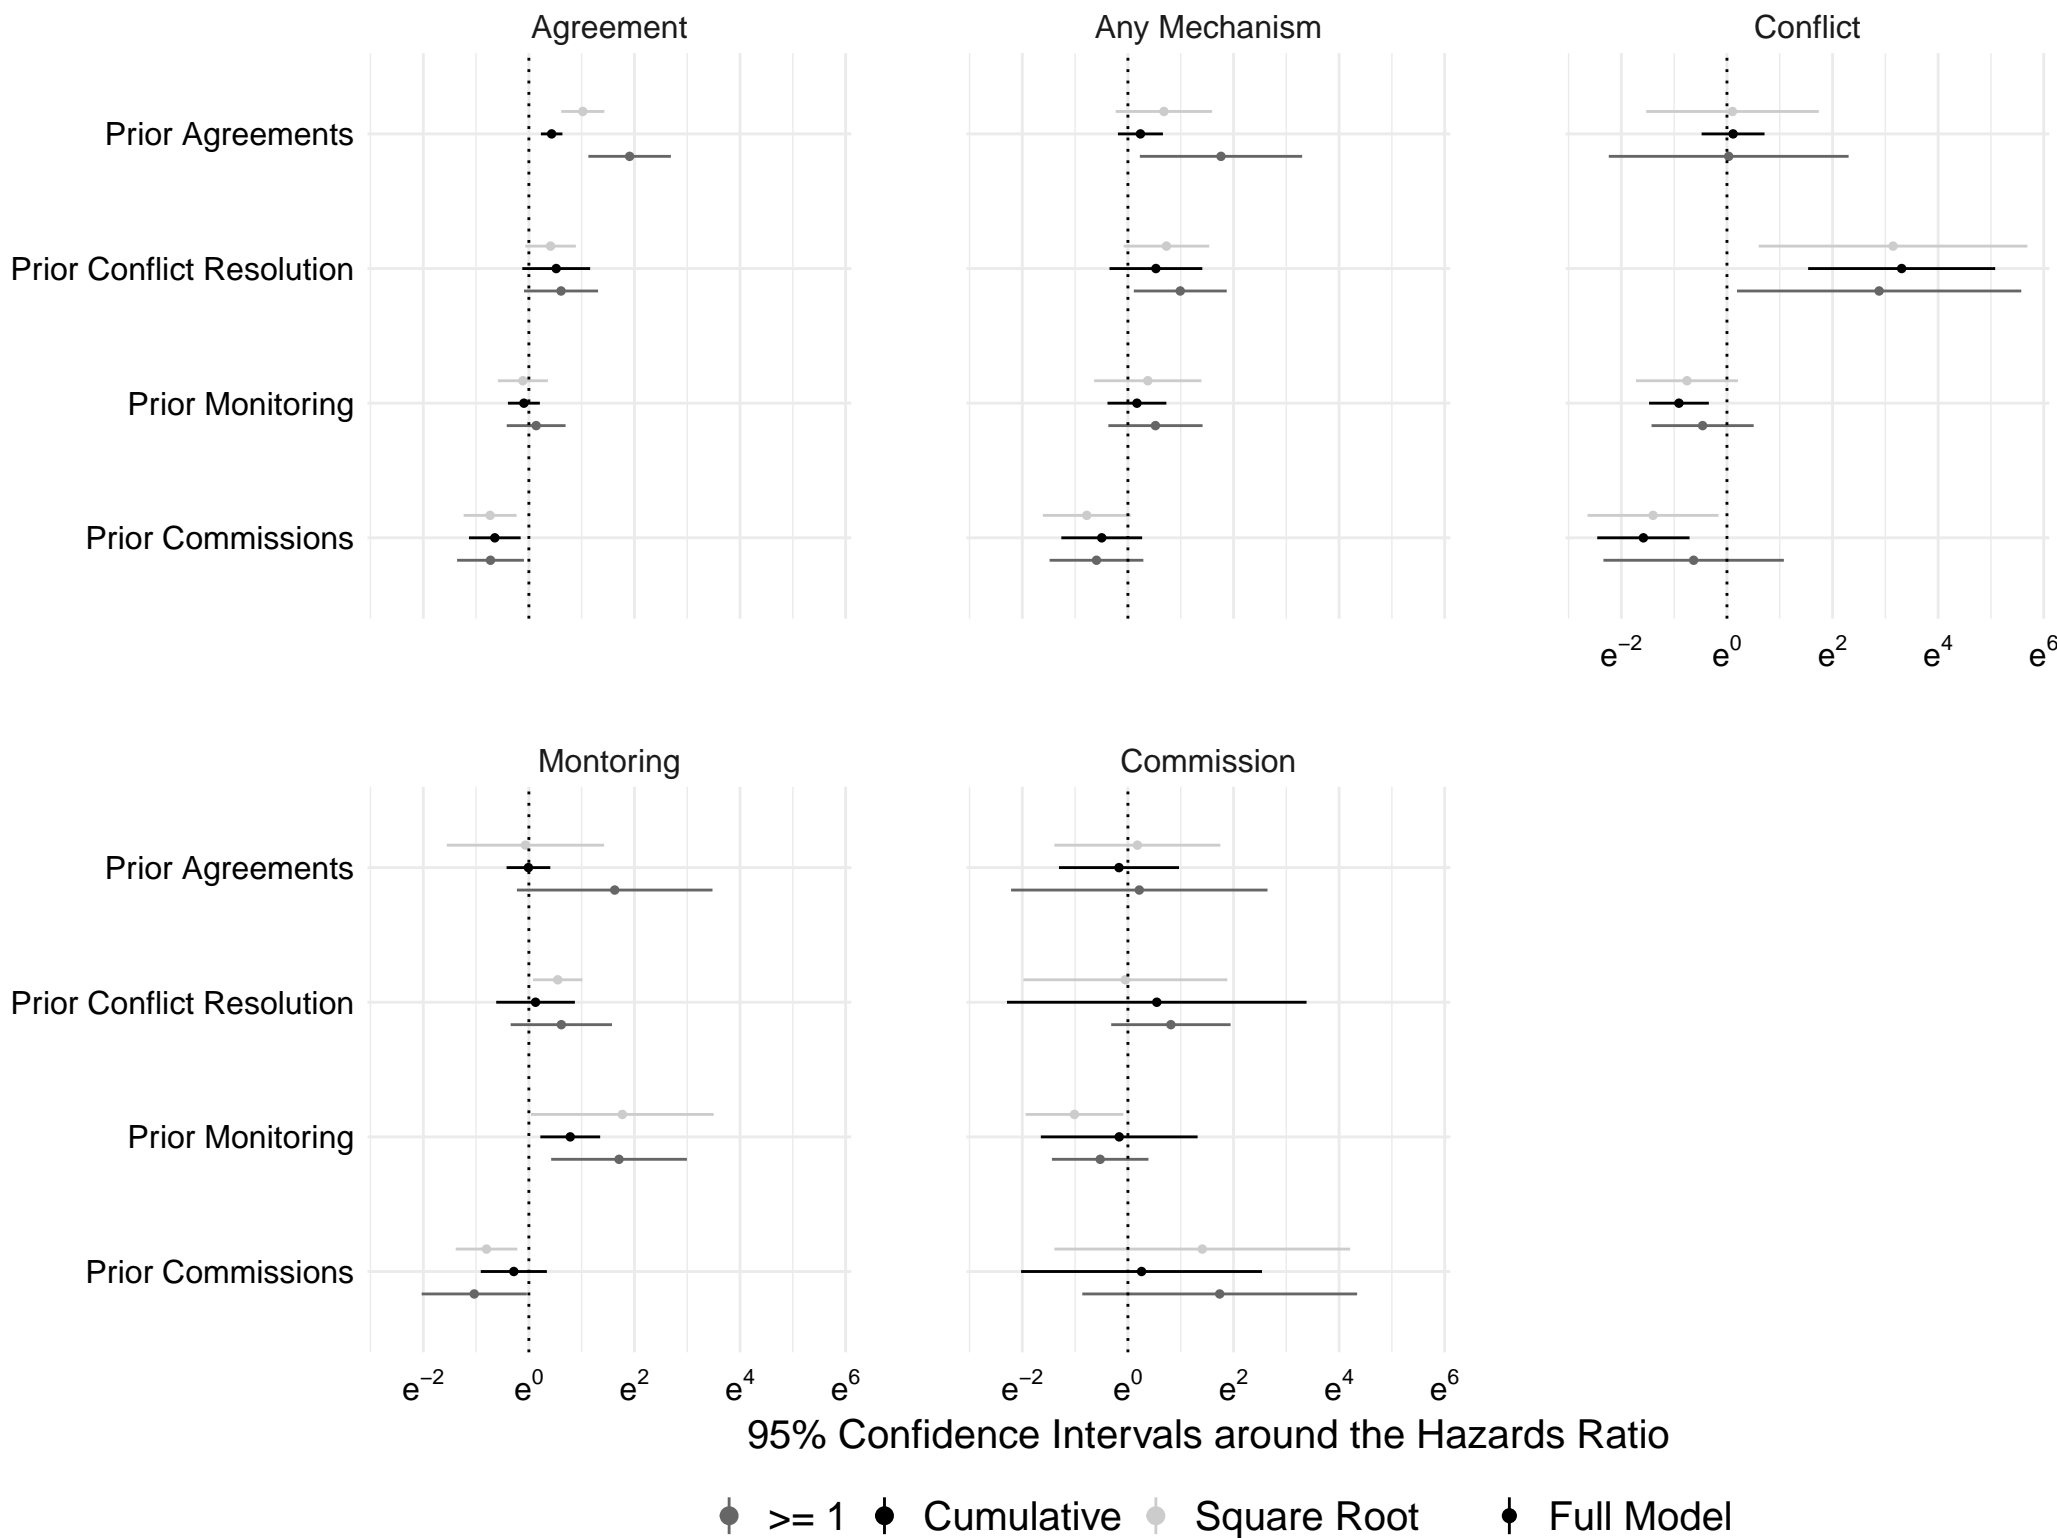 Agreement
Any Mechanism
Conflict
Prior Agreements
Prior Conflict Resolution
Prior Monitoring
Prior Commissions
e−2 e0 e2 e4 e6
Montoring
Commission
Prior Agreements
Prior Conflict Resolution
Prior Monitoring
Prior Commissions
e−2 e0 e2 e4 e6
e−2 e0 e2 e4 e6
95% Confidence Intervals around the Hazards Ratio
>= 1 Cumulative Square Root Full Model